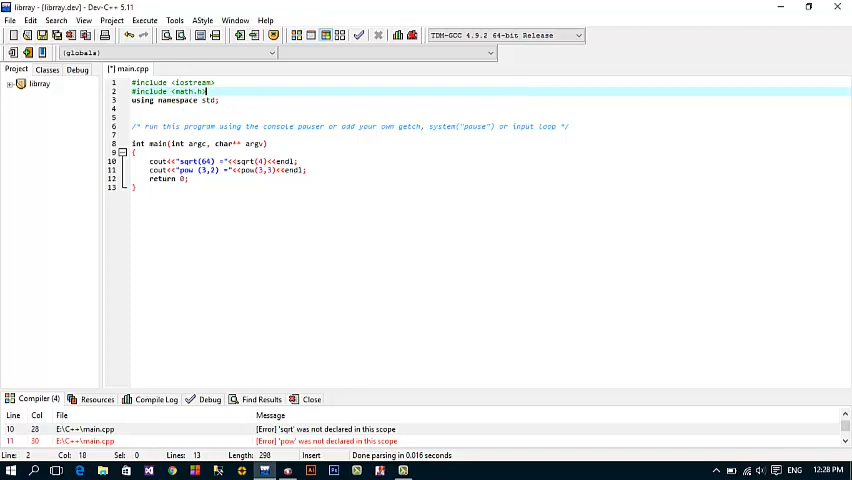 librray - [librray.dev] - Dev-C++ 5.11
File Edit Search View Project Execute Tools AStyle Window Help
TDM-GCC 4.9.2 64-bit Release
(globals)
Project Classes Debug [*] main.cpp
librray
1 #include <iostream>
2 #include <math.h>
3 using namespace std;
4
5
6 /* run this program using the console pauser or add your own getch, system("pause") or input loop */
7
8 int main(int argc, char** argv)
9 {
10 cout<<"sqrt(64) ="<<sqrt(4)<<endl;
11 cout<<"pow (3,2) ="<<pow(3,3)<<endl;
12 return 0;
13 }
Compiler (4) Resources Compile Log Debug Find Results Close
Line Col File Message
10 28 E:\C++\main.cpp [Error] 'sqrt' was not declared in this scope
11 30 E:\C++\main.cpp [Error] 'pow' was not declared in this scope
Line: 2 Col: 18 Sel: 0 Lines: 13 Length: 298 Insert Done parsing in 0.016 seconds
ENG 12:28 PM